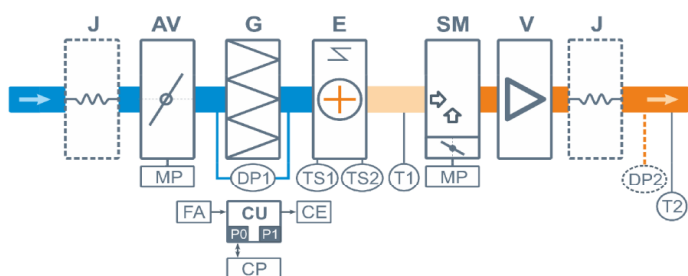 J AV G E SM V J
MP DP1 TS1 TS2 T1 MP DP2
T2
FA CU CE
P0 P1
CP